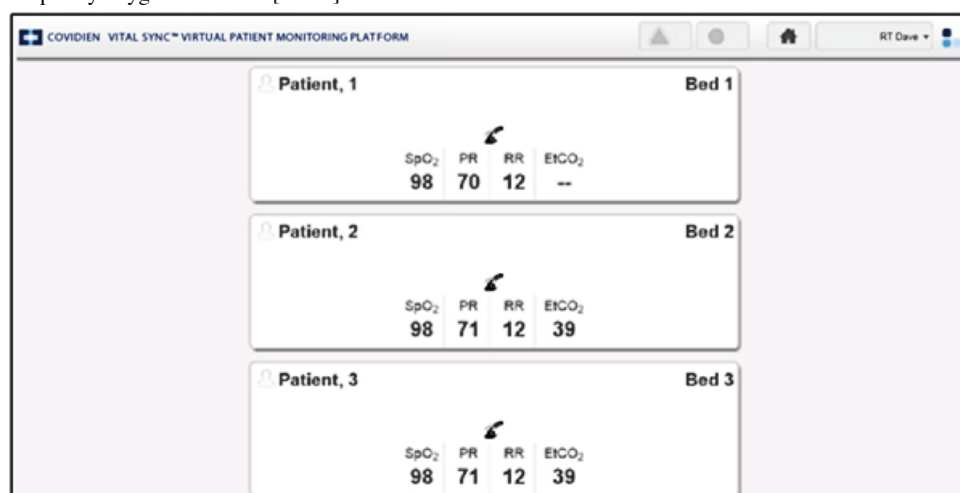 COVIDIEN VITAL SYNC™ VIRTUAL PATIENT MONITORING PLATFORM RT Dave
Patient, 1 Bed 1
SpO₂ PR RR EtCO₂
98 70 12 --
Patient, 2 Bed 2
SpO₂ PR RR EtCO₂
98 71 12 39
Patient, 3 Bed 3
SpO₂ PR RR EtCO₂
98 71 12 39